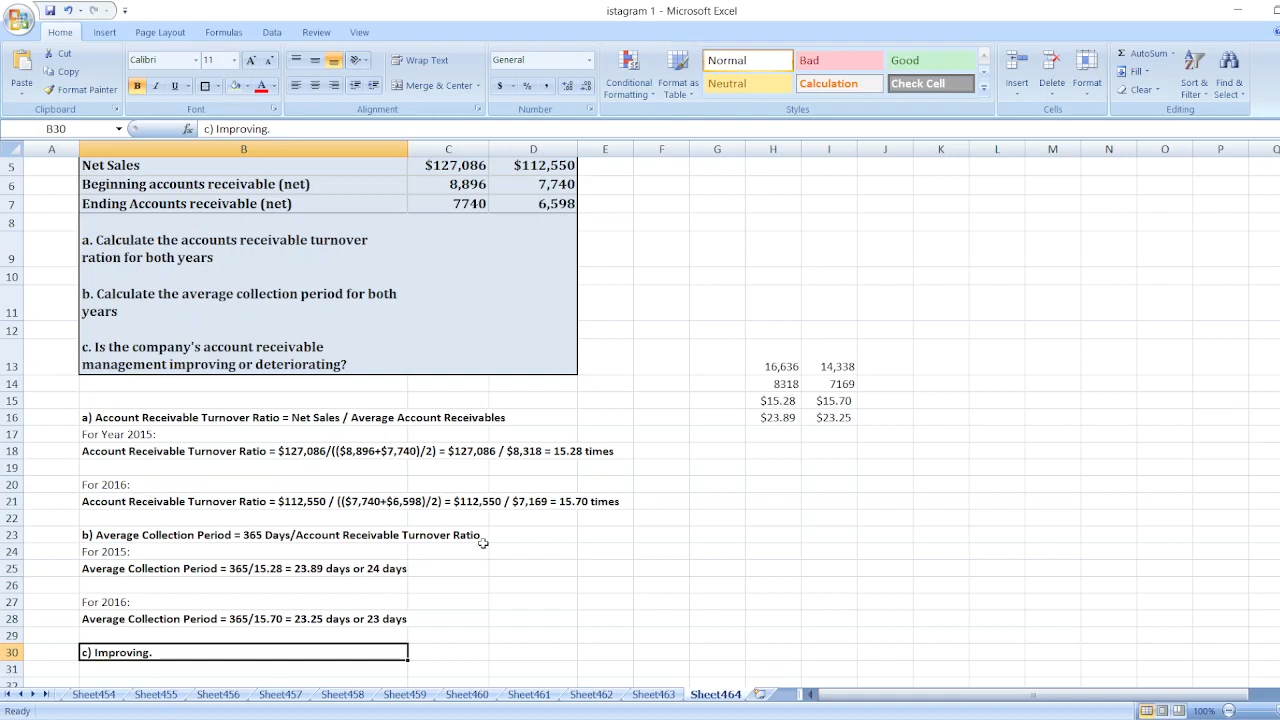 istagram 1 - Microsoft Excel
Home Insert Page Layout Formulas Data Review View
Paste
Cut
Copy
Format Painter
Clipboard
Calibri 11
B I U A
Font
Wrap Text
Merge & Center
Alignment
General
$ % ,
Number
Conditional Formatting
Format as Table
Normal Bad Good
Neutral Calculation Check Cell
Styles
Insert Delete Format
Cells
Σ AutoSum
Fill
Clear
Sort & Filter
Find & Select
Editing
B30 fx c) Improving.
A B C D E F G H I J K L M N O P Q
5 Net Sales $127,086 $112,550
6 Beginning accounts receivable (net) 8,896 7,740
7 Ending Accounts receivable (net) 7740 6,598
8
a. Calculate the accounts receivable turnover
9 ration for both years
10
b. Calculate the average collection period for both
11 years
12
c. Is the company's account receivable
13 management improving or deteriorating? 16,636 14,338
14 8318 7169
15 $15.28 $15.70
16 a) Account Receivable Turnover Ratio = Net Sales / Average Account Receivables $23.89 $23.25
17 For Year 2015:
18 Account Receivable Turnover Ratio = $127,086/(($8,896+$7,740)/2) = $127,086 / $8,318 = 15.28 times
19
20 For 2016:
21 Account Receivable Turnover Ratio = $112,550 / (($7,740+$6,598)/2) = $112,550 / $7,169 = 15.70 times
22
23 b) Average Collection Period = 365 Days/Account Receivable Turnover Ratio
24 For 2015:
25 Average Collection Period = 365/15.28 = 23.89 days or 24 days
26
27 For 2016:
28 Average Collection Period = 365/15.70 = 23.25 days or 23 days
29
30 c) Improving.
31
32
Sheet454 Sheet455 Sheet456 Sheet457 Sheet458 Sheet459 Sheet460 Sheet461 Sheet462 Sheet463 Sheet464
Ready 100%